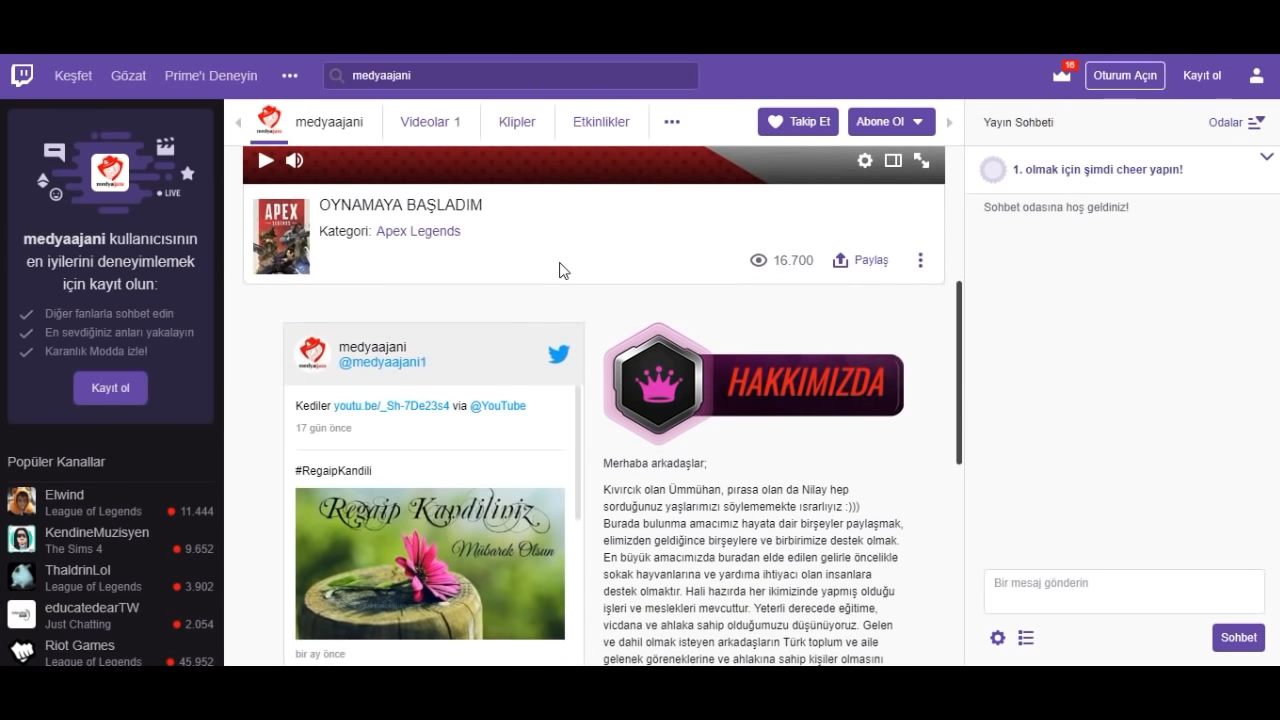 Keşfet Gözat Prime'ı Deneyin medyaajani 16 Oturum Açın Kayıt ol
medyaajani Videolar 1 Klipler Etkinlikler Takip Et Abone Ol
Yayın Sohbeti Odalar
LIVE
medyaajani kullanıcısının
en iyilerini deneyimlemek
için kayıt olun:
Diğer fanlarla sohbet edin
En sevdiğiniz anları yakalayın
Karanlık Modda izle!
Kayıt ol
Popüler Kanallar
Elwind
League of Legends 11.444
KendineMuzisyen
The Sims 4 9.652
ThaldrinLol
League of Legends 3.902
educatedearTW
Just Chatting 2.054
Riot Games
League of Legends 45.952
APEX
OYNAMAYA BAŞLADIM
Kategori: Apex Legends
16.700 Paylaş
medyaajani
@medyaajani1
Kediler youtu.be/_Sh-7De23s4 via @YouTube
17 gün önce
#RegaipKandili
Regaip Kandiliniz
Mübarek Olsun
bir ay önce
HAKKIMIZDA
Merhaba arkadaşlar;
Kıvırcık olan Ümmühan, pırasa olan da Nilay hep
sorduğunuz yaşlarımızı söylememekte ısrarlıyız :)))
Burada bulunma amacımız hayata dair birşeyler paylaşmak,
elimizden geldiğince birşeylere ve birbirimize destek olmak.
En büyük amacımızda buradan elde edilen gelirle öncelikle
sokak hayvanlarına ve yardıma ihtiyacı olan insanlara
destek olmaktır. Hali hazırda her ikimizinde yapmış olduğu
işleri ve meslekleri mevcuttur. Yeterli derecede eğitime,
vicdana ve ahlaka sahip olduğumuzu düşünüyoruz. Gelen
ve dahil olmak isteyen arkadaşların Türk toplum ve aile
gelenek göreneklerine ve ahlakına sahip kişiler olmasını
1. olmak için şimdi cheer yapın!
Sohbet odasına hoş geldiniz!
Bir mesaj gönderin
Sohbet